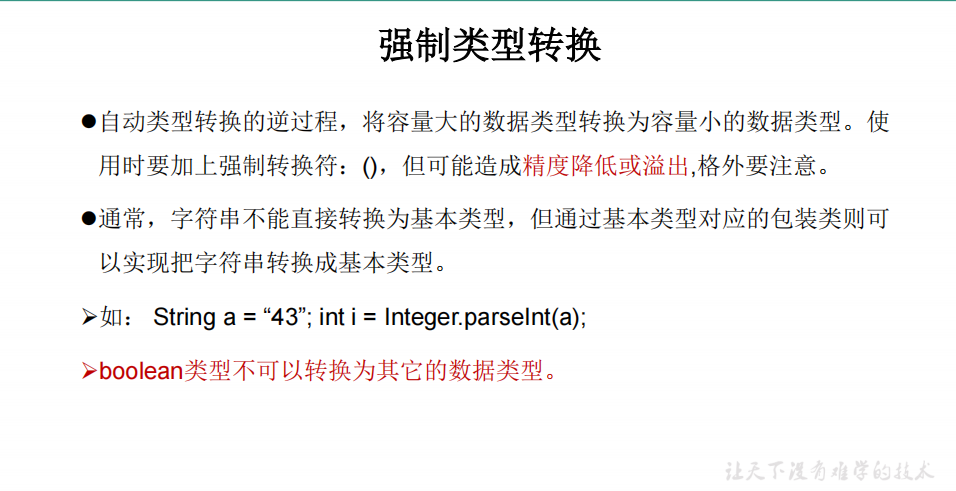 强制类型转换
●自动类型转换的逆过程，将容量大的数据类型转换为容量小的数据类型。使
用时要加上强制转换符：()，但可能造成精度降低或溢出,格外要注意。
●通常，字符串不能直接转换为基本类型，但通过基本类型对应的包装类则可
以实现把字符串转换成基本类型。
➢如： String a = “43”; int i = Integer.parseInt(a);
➢boolean类型不可以转换为其它的数据类型。
让天下没有难学的技术